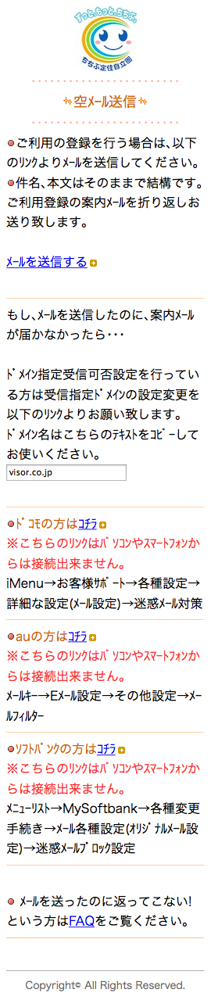 ずっと、もっと、ちちぶ。
ちちぶ定住自立圏
空ﾒｰﾙ送信
ご利用の登録を行う場合は、以下
のﾘﾝｸよりﾒｰﾙを送信してください。
件名、本文はそのままで結構です。
ご利用登録の案内ﾒｰﾙを折り返しお
送り致します。
ﾒｰﾙを送信する
もし、ﾒｰﾙを送信したのに、案内ﾒｰﾙ
が届かなかったら･･･
ﾄﾞﾒｲﾝ指定受信可否設定を行ってい
る方は受信指定ﾄﾞﾒｲﾝの設定変更を
以下のﾘﾝｸよりお願い致します。
ﾄﾞﾒｲﾝ名はこちらのﾃｷｽﾄをｺﾋﾟｰして
お使いください。
visor.co.jp
ﾄﾞｺﾓの方はｺﾁﾗ
※こちらのﾘﾝｸはﾊﾟｿｺﾝやｽﾏｰﾄﾌｫﾝか
らは接続出来ません。
iMenu→お客様ｻﾎﾟｰﾄ→各種設定→
詳細な設定(ﾒｰﾙ設定)→迷惑ﾒｰﾙ対策
auの方はｺﾁﾗ
※こちらのﾘﾝｸはﾊﾟｿｺﾝやｽﾏｰﾄﾌｫﾝか
らは接続出来ません。
ﾒｰﾙｷｰ→Eﾒｰﾙ設定→その他設定→ﾒｰ
ﾙﾌｨﾙﾀｰ
ｿﾌﾄﾊﾞﾝｸの方はｺﾁﾗ
※こちらのﾘﾝｸはﾊﾟｿｺﾝやｽﾏｰﾄﾌｫﾝか
らは接続出来ません。
ﾒﾆｭｰﾘｽﾄ→MySoftbank→各種変更
手続き→ﾒｰﾙ各種設定(ｵﾘｼﾞﾅﾙﾒｰﾙ設
定)→迷惑ﾒｰﾙﾌﾞﾛｯｸ設定
ﾒｰﾙを送ったのに返ってこない!
という方はFAQをご覧ください。
Copyright© All Rights Reserved.